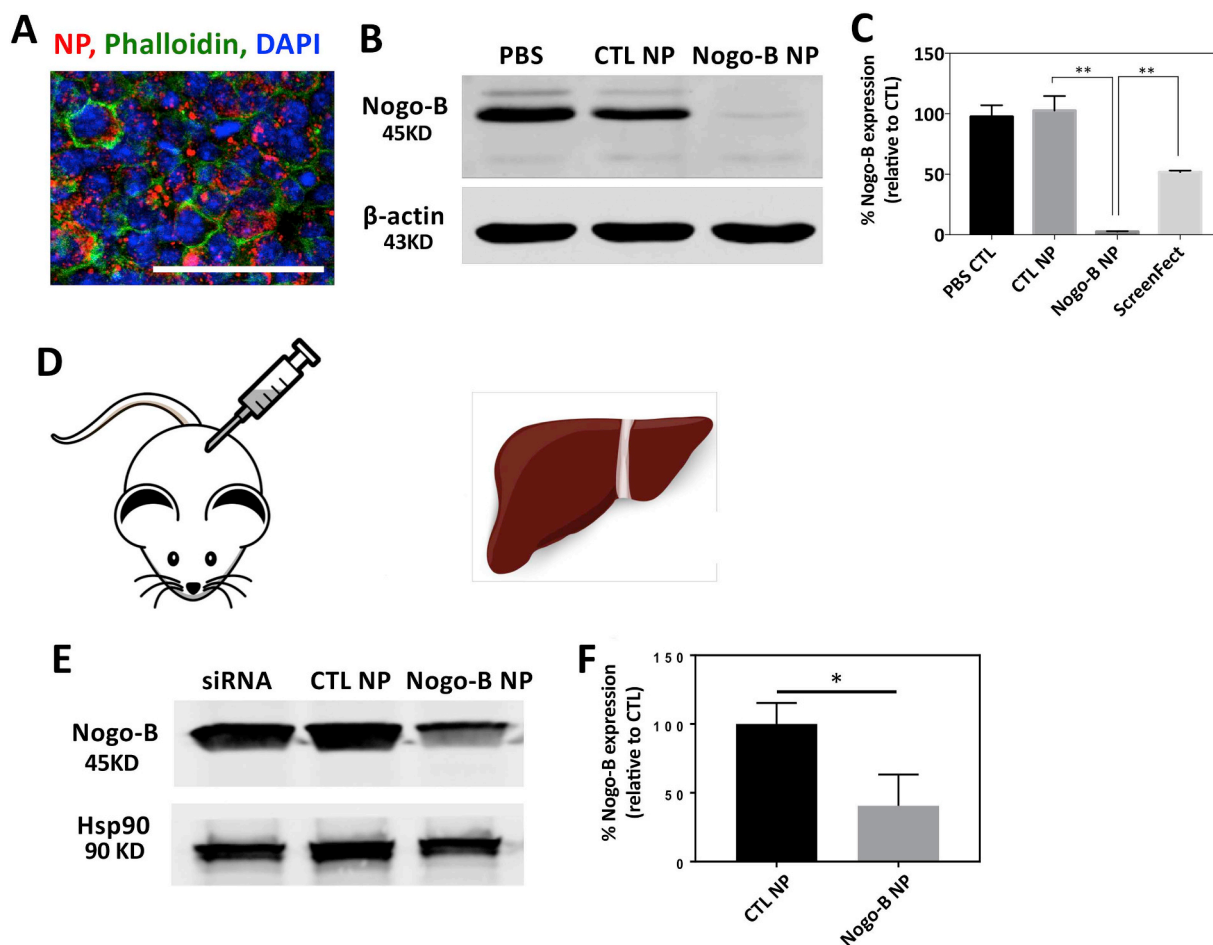 A
NP, Phalloidin, DAPI
B
PBS CTL NP Nogo-B NP
Nogo-B
45KD
β-actin
43KD
C
% Nogo-B expression
(relative to CTL)
150
100
50
0
** **
PBS CTL
CTL NP
Nogo-B NP
ScreenFect
D
E
siRNA CTL NP Nogo-B NP
Nogo-B
45KD
Hsp90
90 KD
F
% Nogo-B expression
(relative to CTL)
150
100
50
0
*
CTL NP
Nogo-B NP